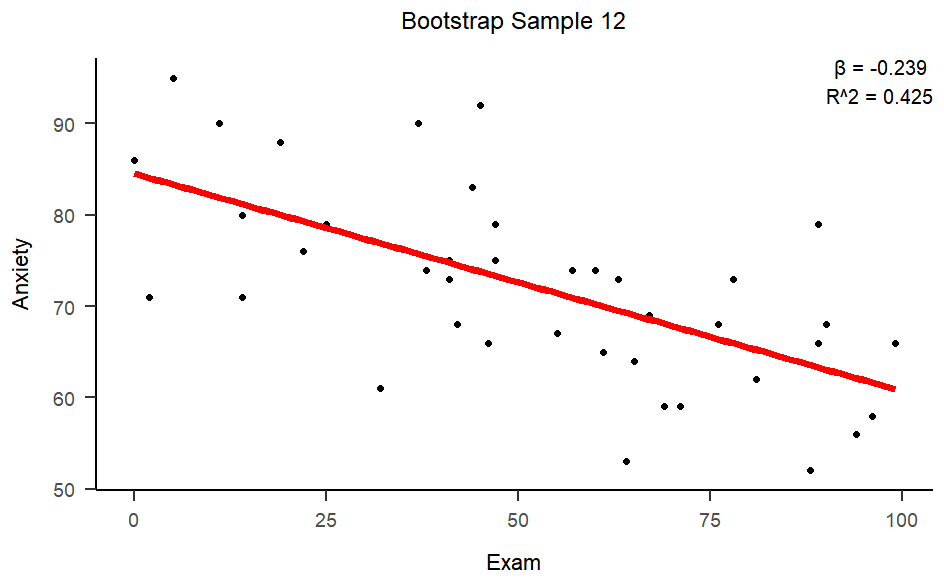 Bootstrap Sample 12
β = -0.239
R^2 = 0.425
90
80
70
60
50
Anxiety
0 25 50 75 100
Exam